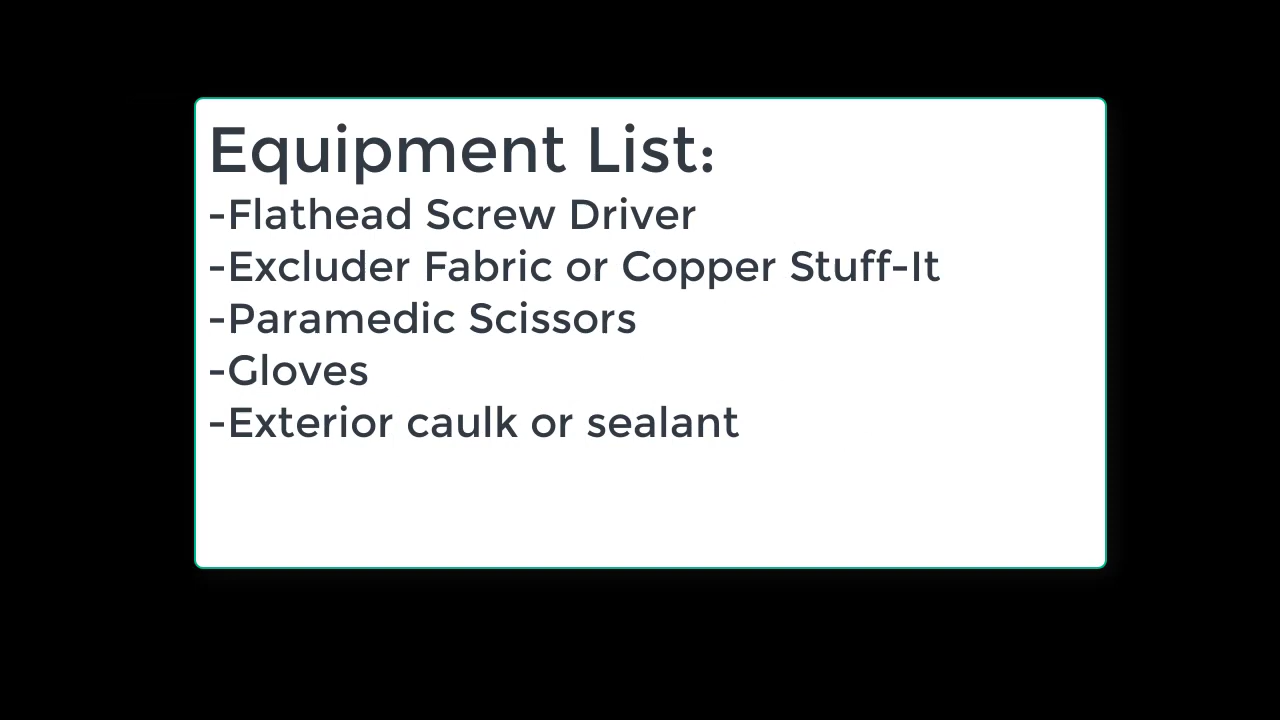 Equipment List:
-Flathead Screw Driver
-Excluder Fabric or Copper Stuff-It
-Paramedic Scissors
-Gloves
-Exterior caulk or sealant